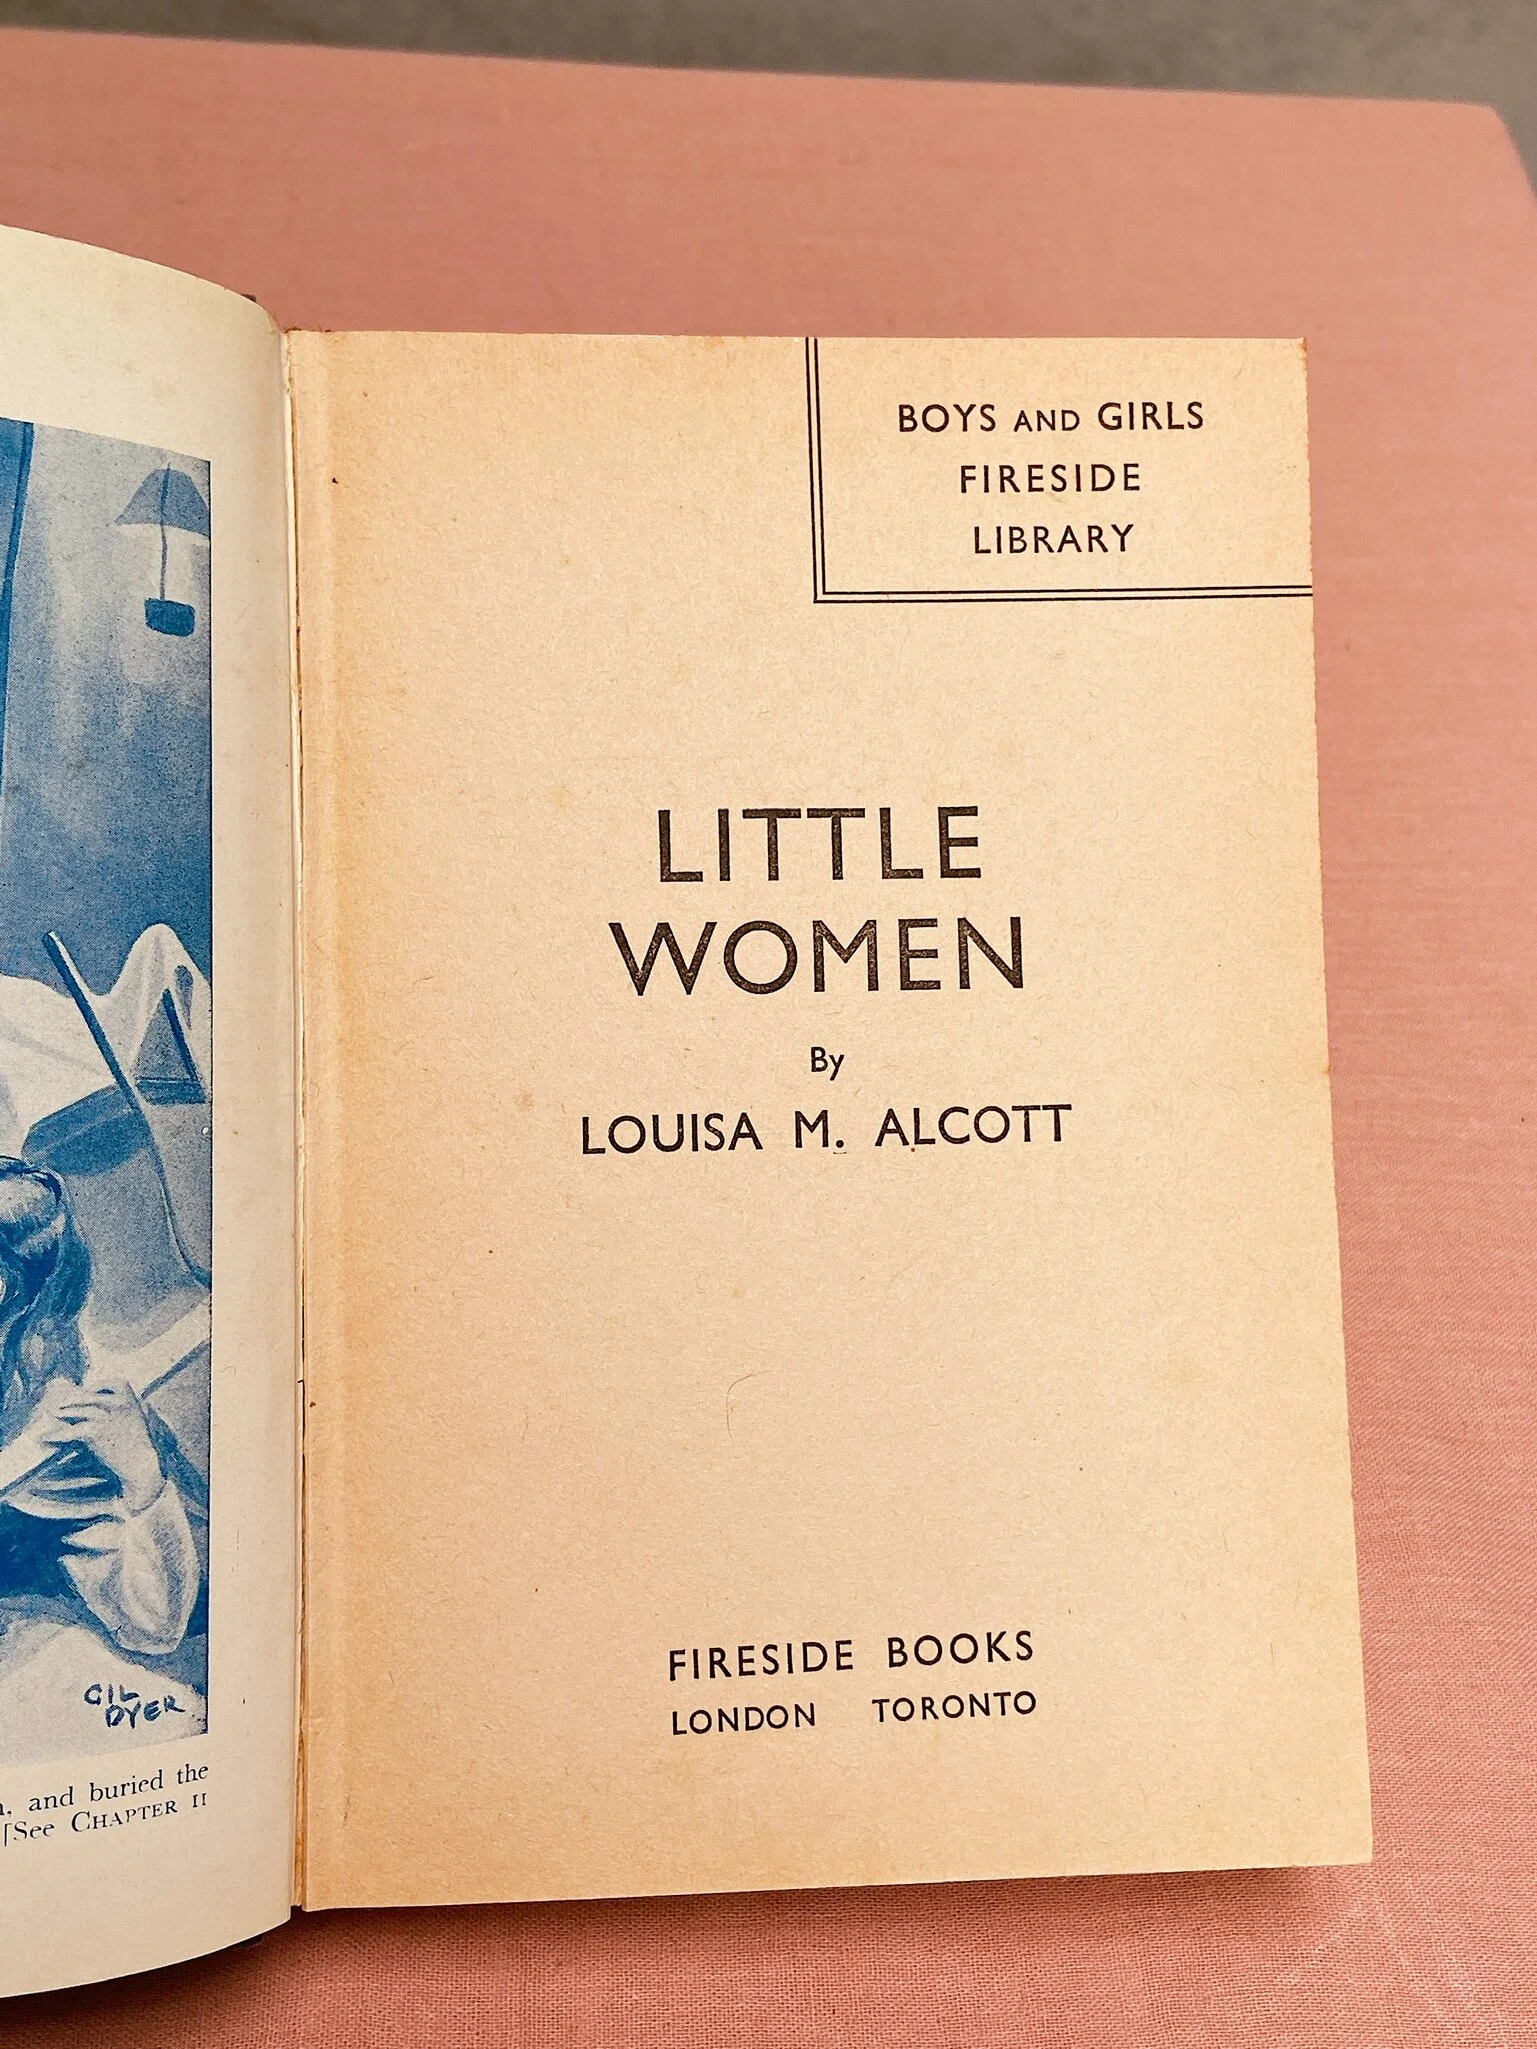 GIL
DYER
, and buried the
[See CHAPTER II
BOYS AND GIRLS
FIRESIDE
LIBRARY
LITTLE
WOMEN
By
LOUISA M. ALCOTT
FIRESIDE BOOKS
LONDON TORONTO